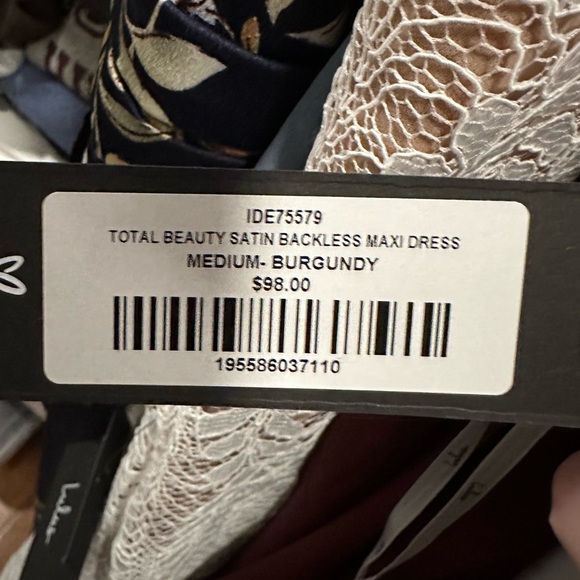 IDE75579
TOTAL BEAUTY SATIN BACKLESS MAXI DRESS
MEDIUM- BURGUNDY
$98.00
195586037110